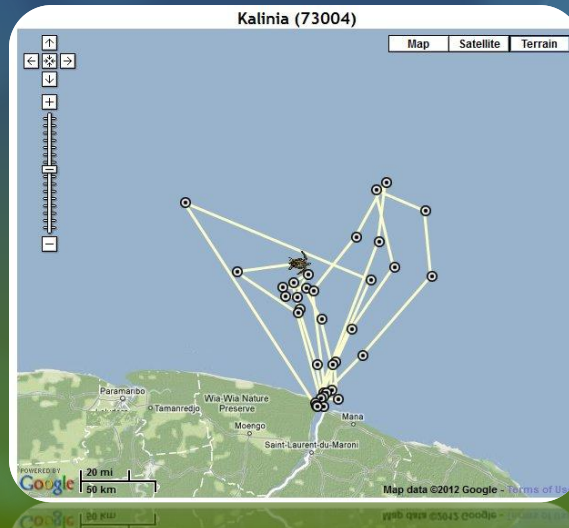 Kalinia (73004)
Map Satellite Terrain
Paramaribo
Tamanredjo
Wia-Wia Nature
Preserve
Moengo
Mana
Saint-Laurent-du-Maroni
POWERED BY
Google
20 mi
50 km
Map data ©2012 Google - Terms of Us